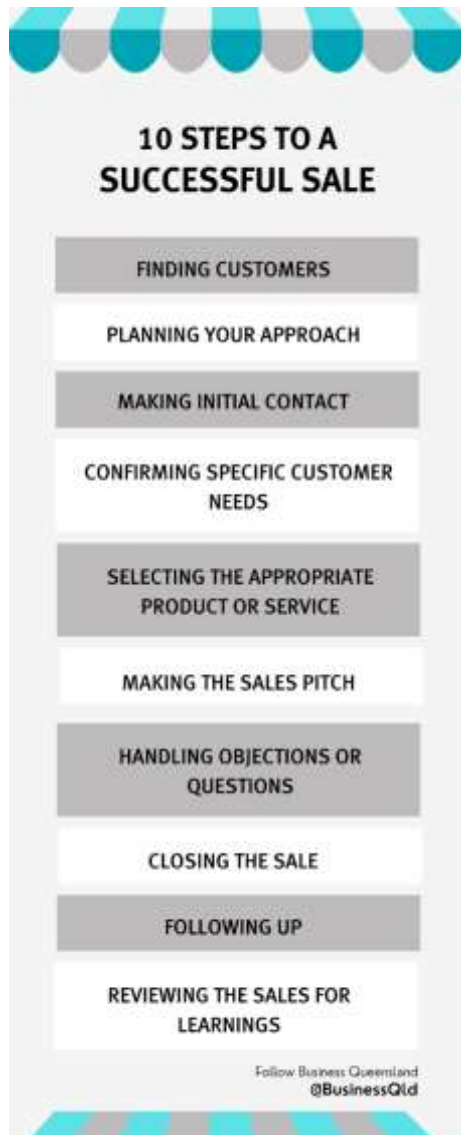 10 STEPS TO A
SUCCESSFUL SALE
FINDING CUSTOMERS
PLANNING YOUR APPROACH
MAKING INITIAL CONTACT
CONFIRMING SPECIFIC CUSTOMER
NEEDS
SELECTING THE APPROPRIATE
PRODUCT OR SERVICE
MAKING THE SALES PITCH
HANDLING OBJECTIONS OR
QUESTIONS
CLOSING THE SALE
FOLLOWING UP
REVIEWING THE SALES FOR
LEARNINGS
Follow Business Queensland
@BusinessQld